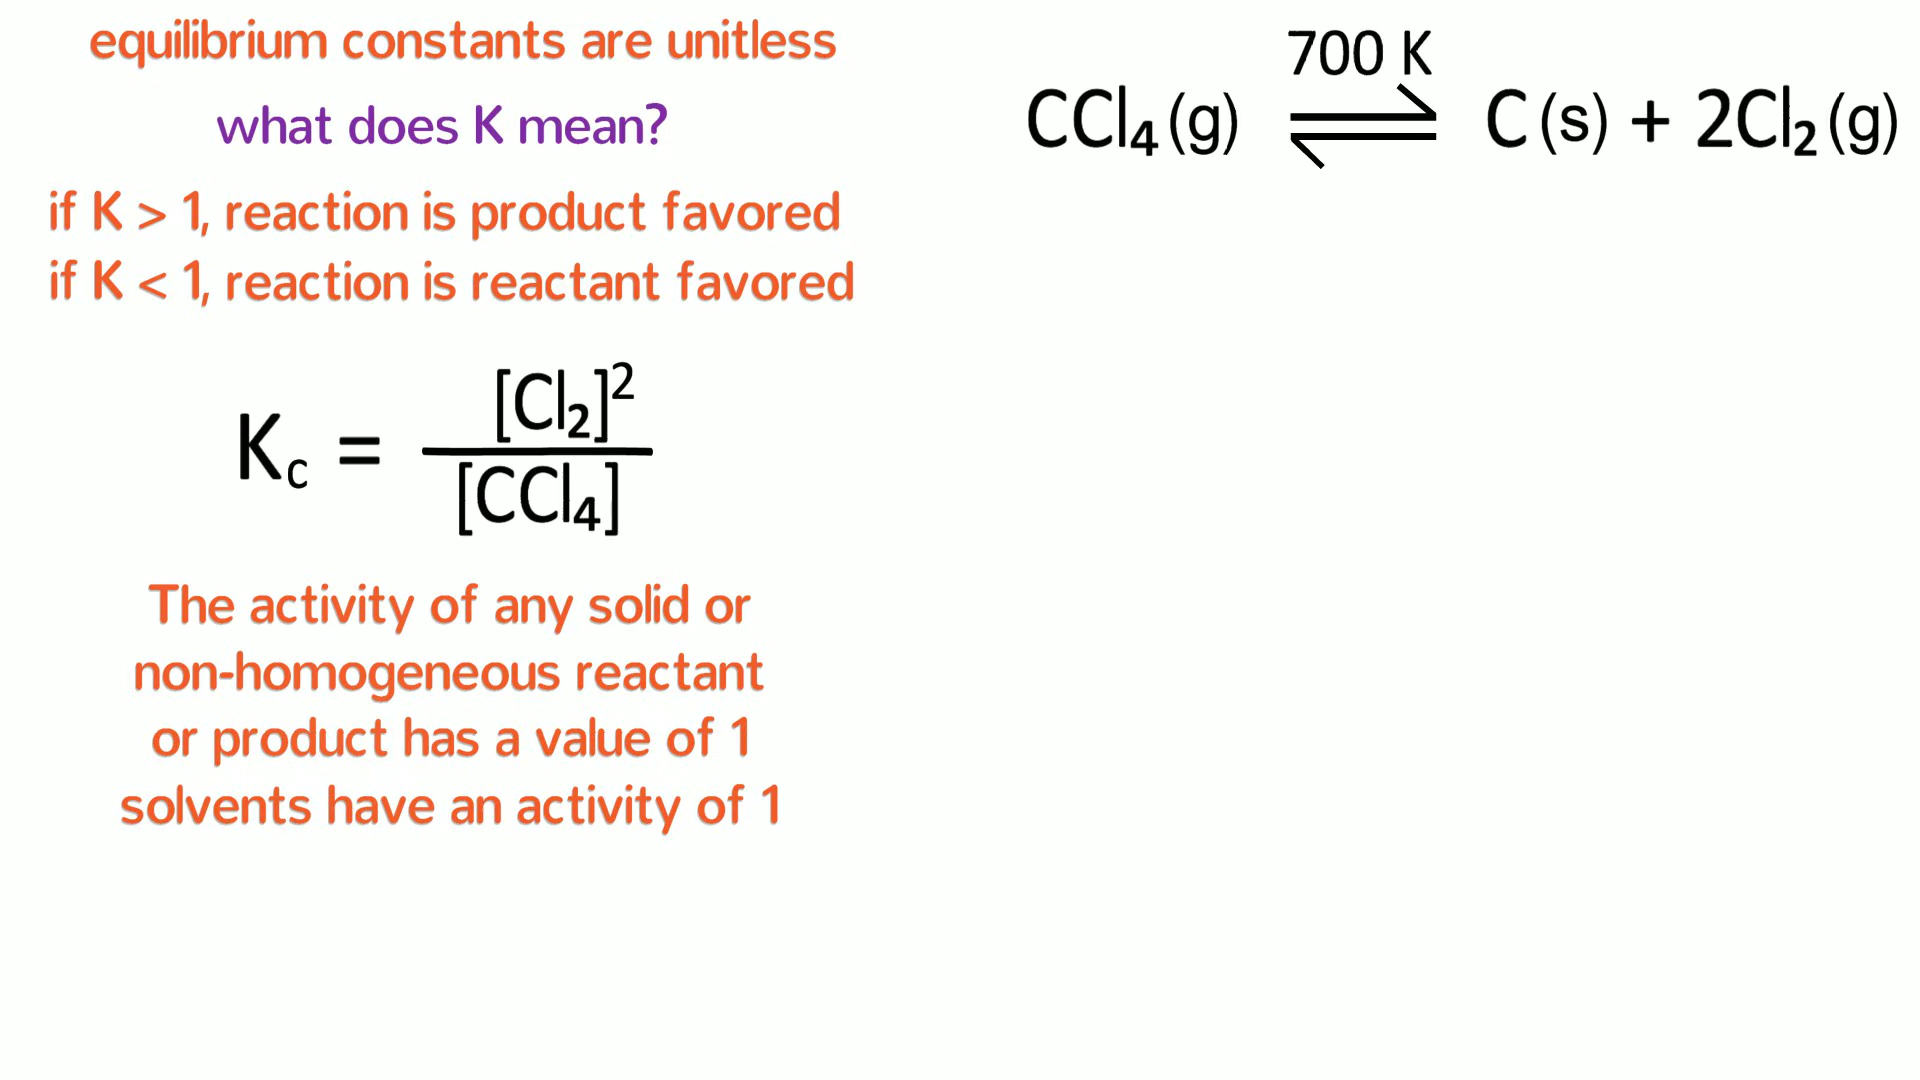 equilibrium constants are unitless
what does K mean?
if K > 1, reaction is product favored
if K < 1, reaction is reactant favored
K_c = [Cl₂]² / [CCl₄]
The activity of any solid or
non-homogeneous reactant
or product has a value of 1
solvents have an activity of 1
700 K
CCl₄ (g) ⇌ C (s) + 2Cl₂ (g)